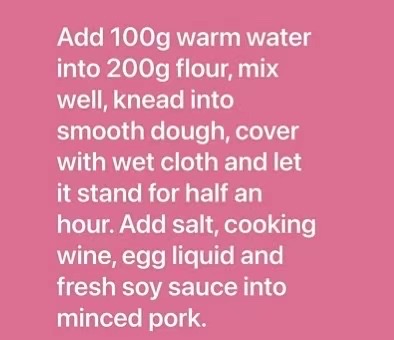 Add 100g warm water
into 200g flour, mix
well, knead into
smooth dough, cover
with wet cloth and let
it stand for half an
hour. Add salt, cooking
wine, egg liquid and
fresh soy sauce into
minced pork.